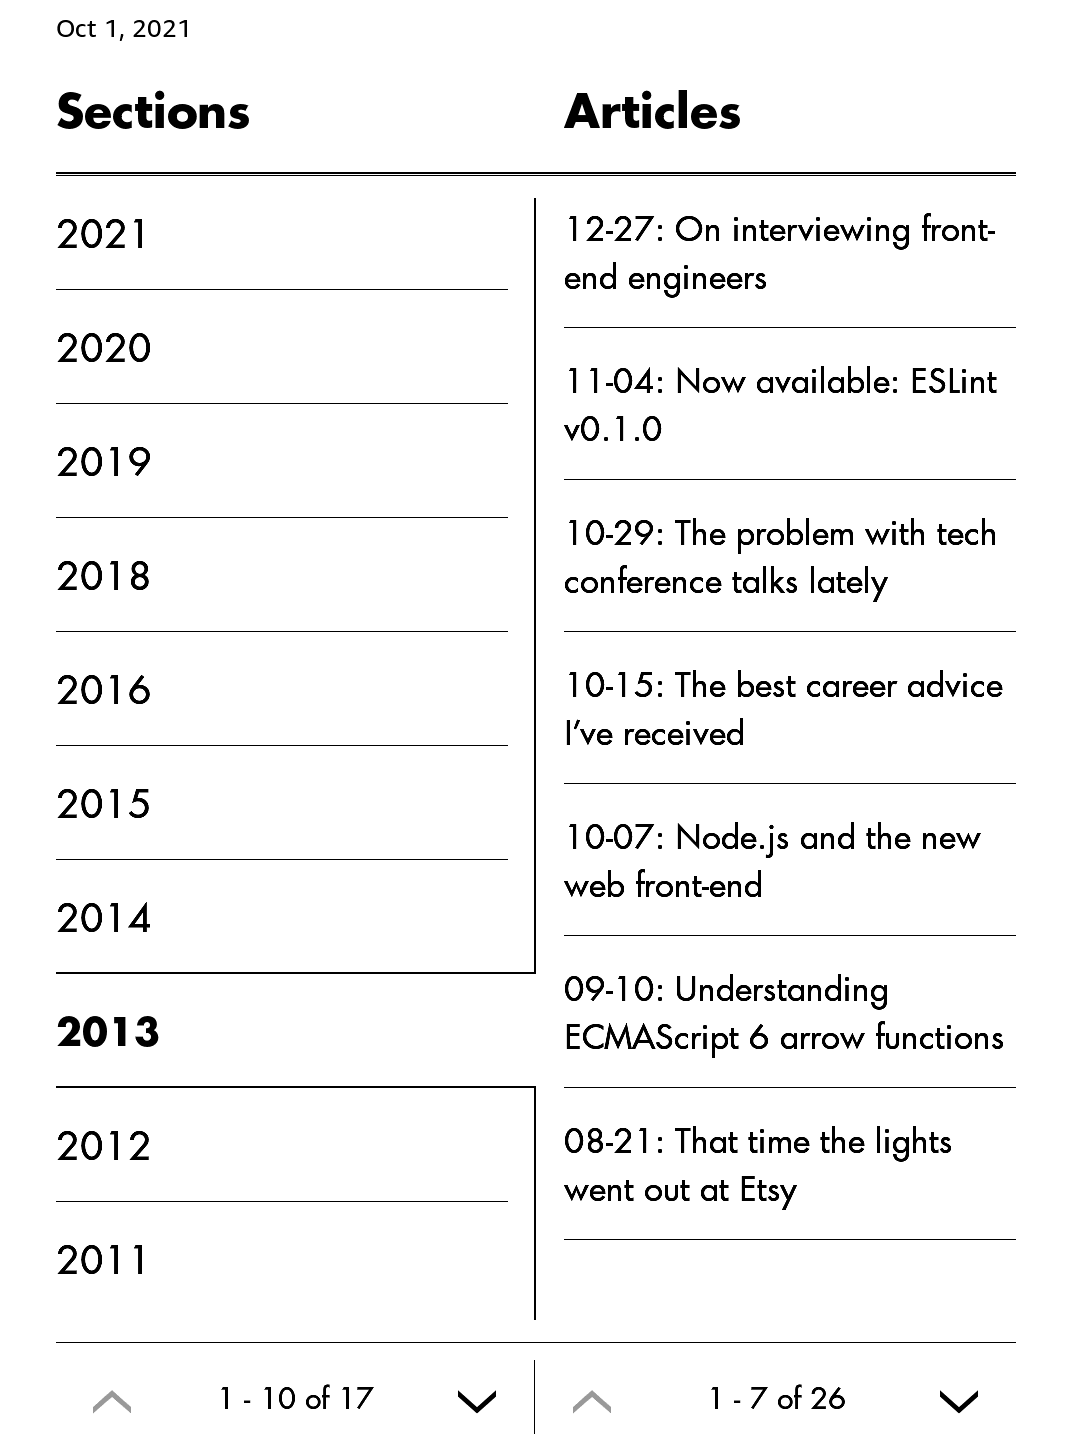 Oct 1, 2021
Sections
Articles
2021
2020
2019
2018
2016
2015
2014
2013
2012
2011
12-27: On interviewing front-
end engineers
11-04: Now available: ESLint
v0.1.0
10-29: The problem with tech
conference talks lately
10-15: The best career advice
I’ve received
10-07: Node.js and the new
web front-end
09-10: Understanding
ECMAScript 6 arrow functions
08-21: That time the lights
went out at Etsy
1 - 10 of 17
1 - 7 of 26